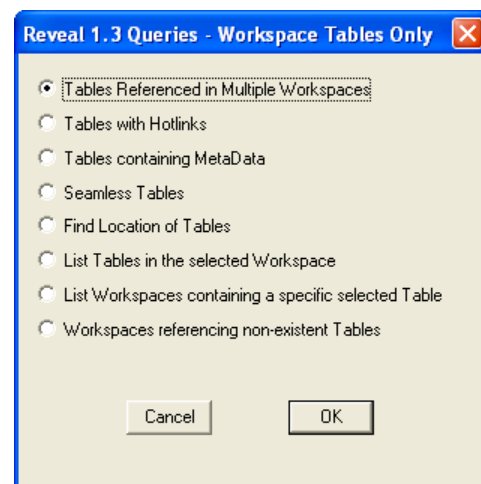 Reveal 1.3 Queries - Workspace Tables Only
Tables Referenced in Multiple Workspaces
Tables with Hotlinks
Tables containing MetaData
Seamless Tables
Find Location of Tables
List Tables in the selected Workspace
List Workspaces containing a specific selected Table
Workspaces referencing non-existent Tables
Cancel OK